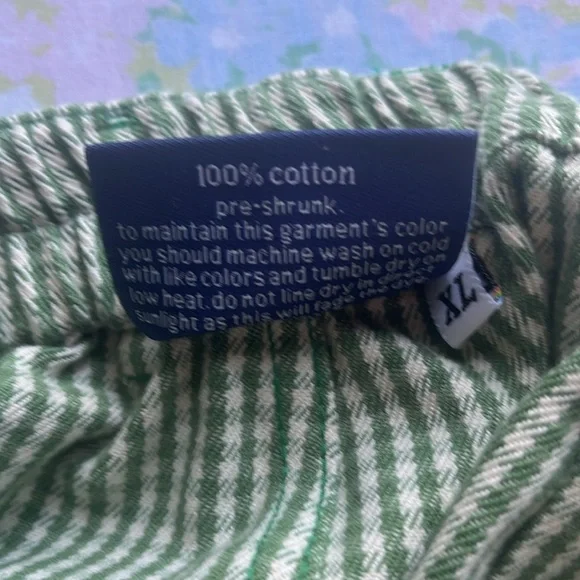 100% cotton
pre-shrunk.
to maintain this garment's color
you should machine wash on cold
with like colors and tumble dry on
low heat. do not line dry in direct
sunlight as this will fade the dye.
XL